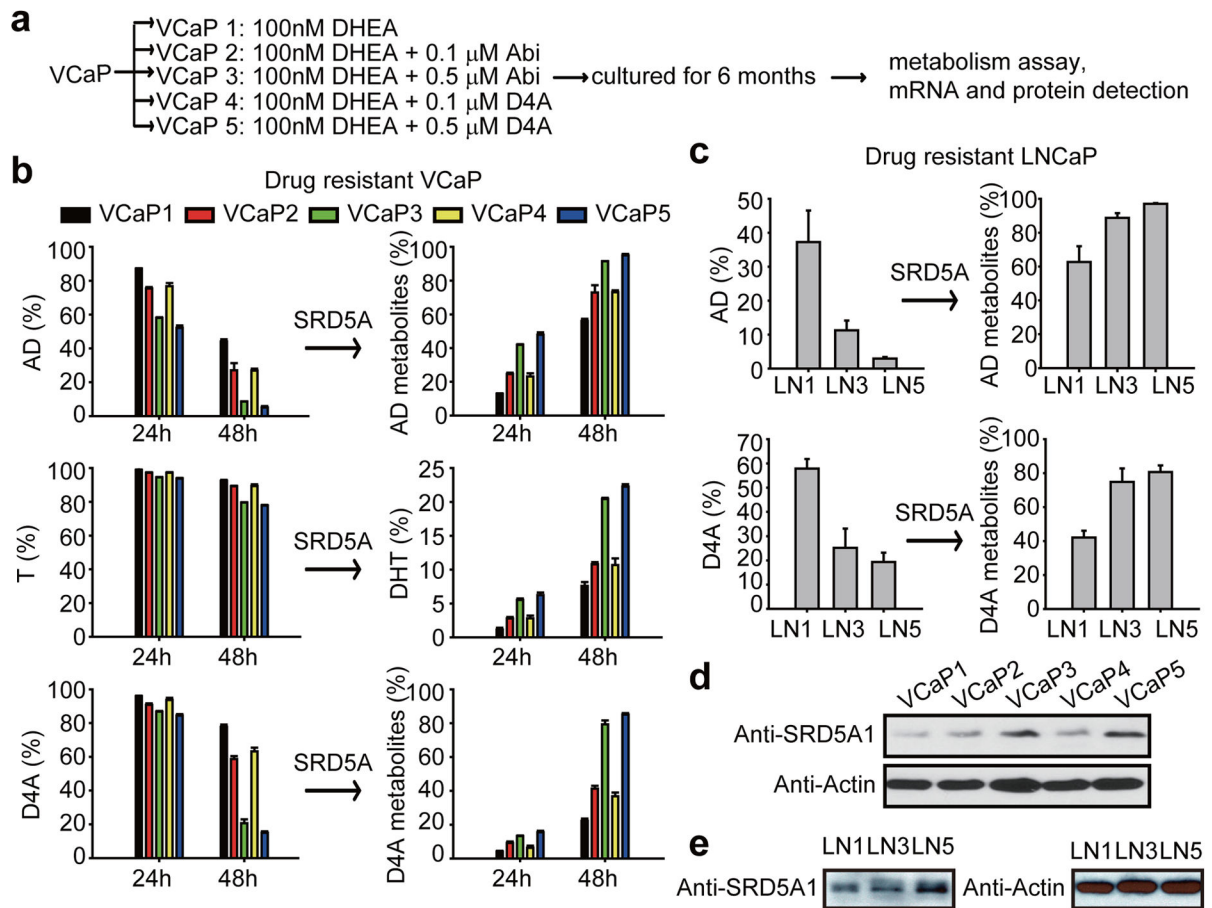 a
VCaP
VCaP 1: 100nM DHEA
VCaP 2: 100nM DHEA + 0.1 μM Abi
VCaP 3: 100nM DHEA + 0.5 μM Abi
VCaP 4: 100nM DHEA + 0.1 μM D4A
VCaP 5: 100nM DHEA + 0.5 μM D4A
cultured for 6 months
metabolism assay,
mRNA and protein detection
b
Drug resistant VCaP
VCaP1 VCaP2 VCaP3 VCaP4 VCaP5
AD (%)
100
80
60
40
20
0
24h 48h
SRD5A
AD metabolites (%)
100
80
60
40
20
0
24h 48h
T (%)
100
80
60
40
20
0
24h 48h
SRD5A
DHT (%)
25
20
15
10
5
0
24h 48h
D4A (%)
100
80
60
40
20
0
24h 48h
SRD5A
D4A metabolites (%)
100
80
60
40
20
0
24h 48h
c
Drug resistant LNCaP
AD (%)
50
40
30
20
10
0
LN1 LN3 LN5
SRD5A
AD metabolites (%)
100
80
60
40
20
0
LN1 LN3 LN5
D4A (%)
70
60
50
40
30
20
10
0
LN1 LN3 LN5
SRD5A
D4A metabolites (%)
100
80
60
40
20
0
LN1 LN3 LN5
d
VCaP1 VCaP2 VCaP3 VCaP4 VCaP5
Anti-SRD5A1
Anti-Actin
e
LN1 LN3 LN5
Anti-SRD5A1
LN1 LN3 LN5
Anti-Actin